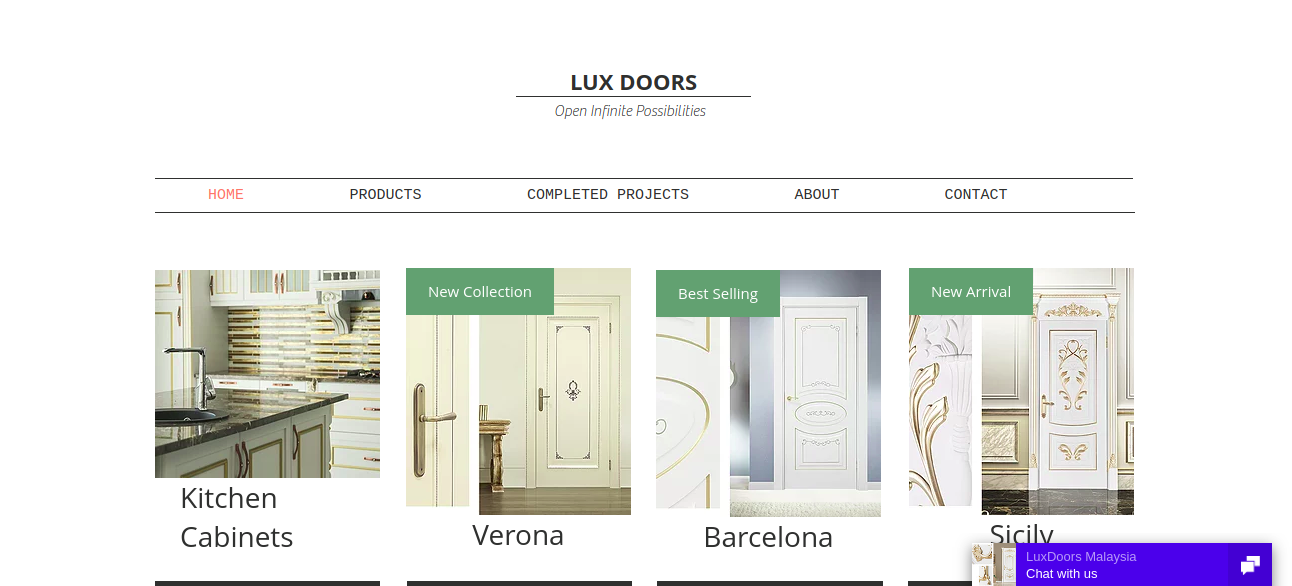 LUX DOORS
Open Infinite Possibilities
HOME PRODUCTS COMPLETED PROJECTS ABOUT CONTACT
New Collection
Best Selling
New Arrival
Kitchen
Cabinets
Verona
Barcelona
Sicily
LuxDoors Malaysia
Chat with us